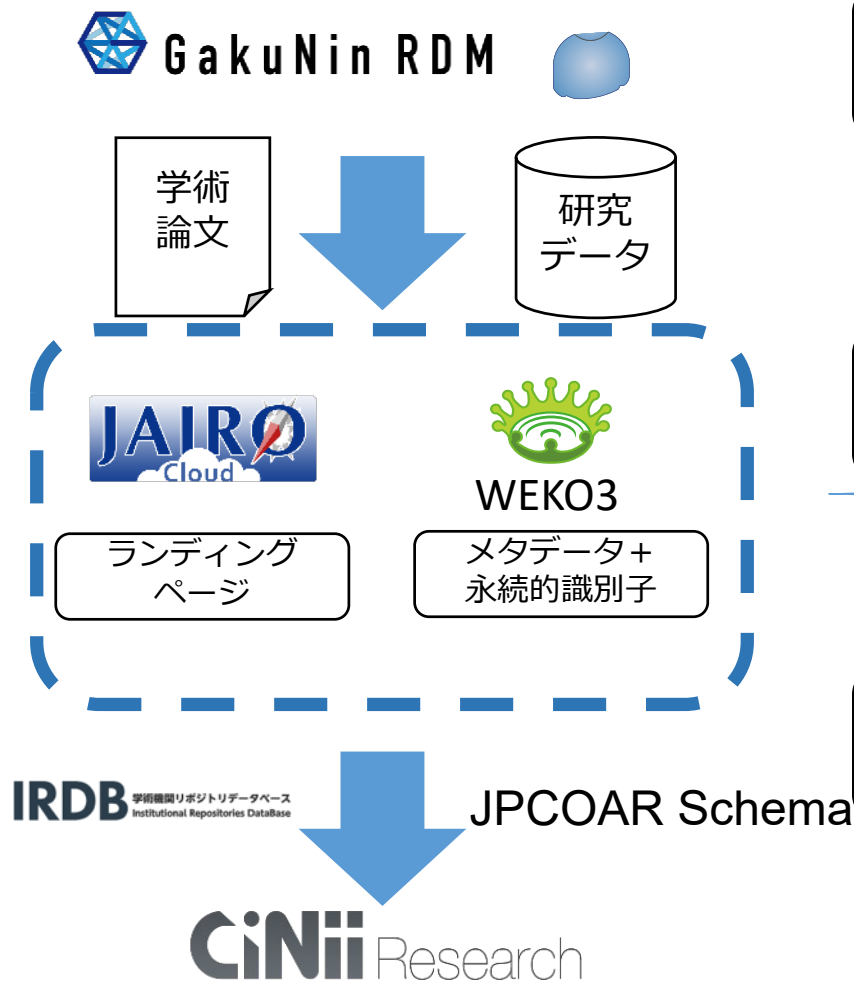 GakuNin RDM
学術
論文
研究
データ
JAIRO
Cloud
WEKO3
ランディング
ページ
メタデータ＋
永続的識別子
IRDB 学術機関リポジトリデータベース
Institutional Repositories DataBase
JPCOAR Schema
CiNii Research